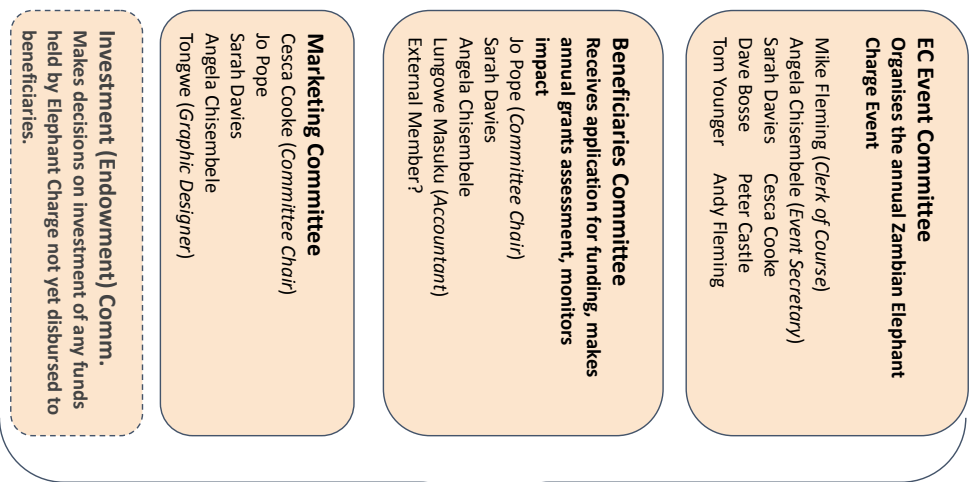 EC Event Committee
Organises the annual Zambian Elephant
Charge Event
Mike Fleming (Clerk of Course)
Angela Chisembele (Event Secretary)
Sarah Davies Cesca Cooke
Dave Bosse Peter Castle
Tom Younger Andy Fleming
Beneficiaries Committee
Receives application for funding, makes
annual grants assessment, monitors
impact
Jo Pope (Committee Chair)
Sarah Davies
Angela Chisembele
Lungowe Masuku (Accountant)
External Member?
Marketing Committee
Cesca Cooke (Committee Chair)
Jo Pope
Sarah Davies
Angela Chisembele
Tongwe (Graphic Designer)
Investment (Endowment) Comm.
Makes decisions on investment of any funds
held by Elephant Charge not yet disbursed to
beneficiaries.